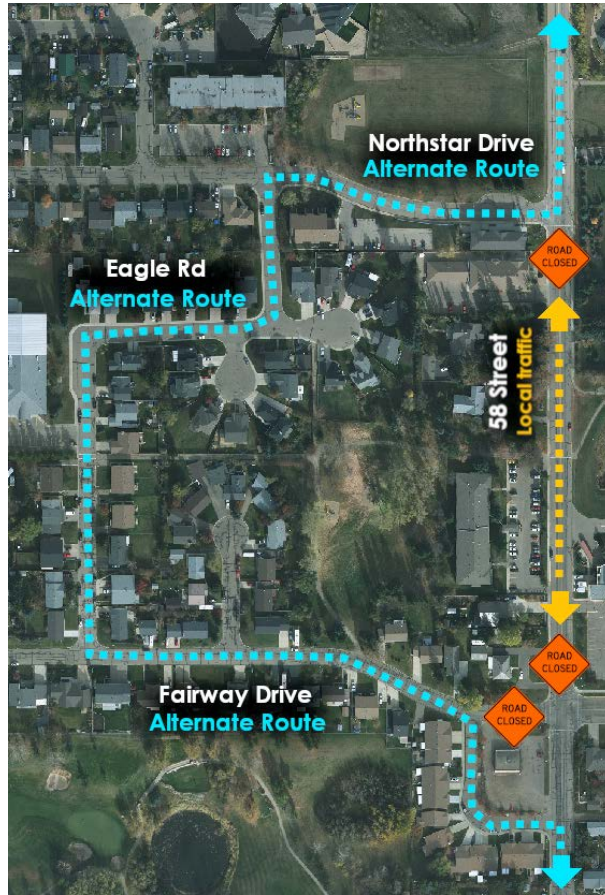 Northstar Drive
Alternate Route
ROAD
CLOSED
Eagle Rd
Alternate Route
58 Street
Local traffic
ROAD
CLOSED
ROAD
CLOSED
Fairway Drive
Alternate Route